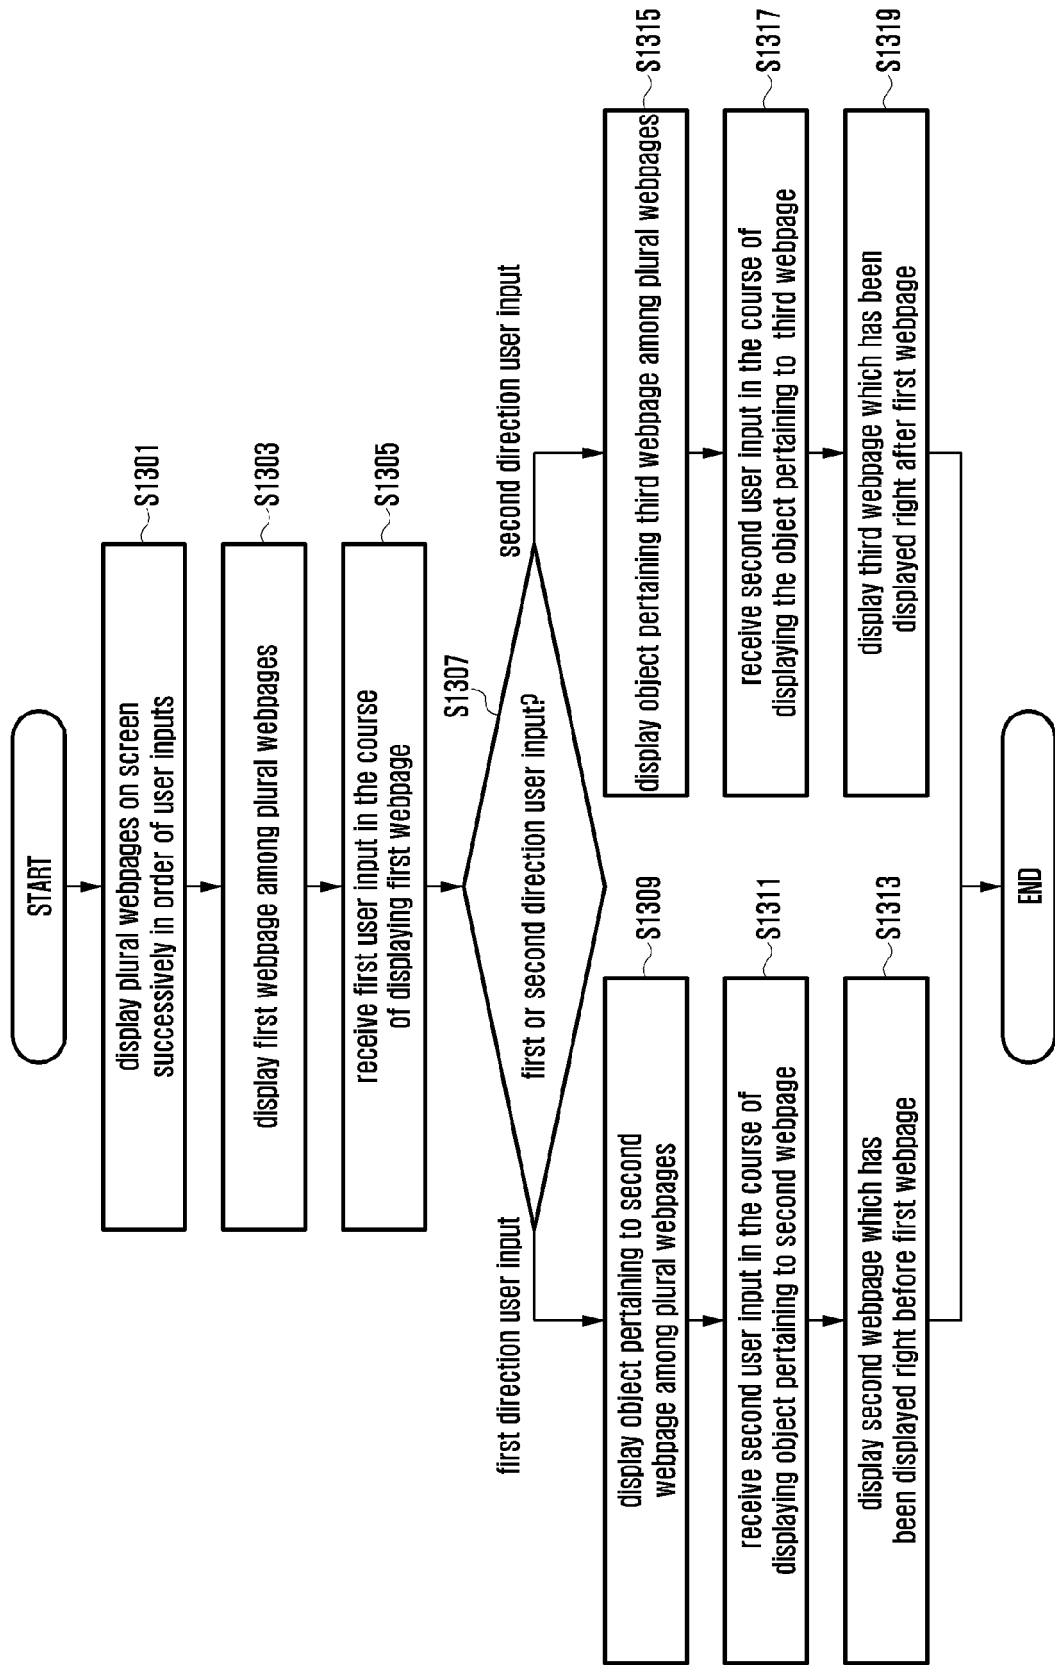 START
display plural webpages on screen
successively in order of user inputs
S1301
display first webpage among plural webpages
S1303
receive first user input in the course
of displaying first webpage
S1305
S1307
first or second direction user input?
first direction user input
second direction user input
display object pertaining to second
webpage among plural webpages
S1309
receive second user input in the course of
displaying object pertaining to second webpage
S1311
display second webpage which has
been displayed right before first webpage
S1313
display object pertaining third webpage among plural webpages
S1315
receive second user input in the course of
displaying the object pertaining to third webpage
S1317
display third webpage which has been
displayed right after first webpage
S1319
END